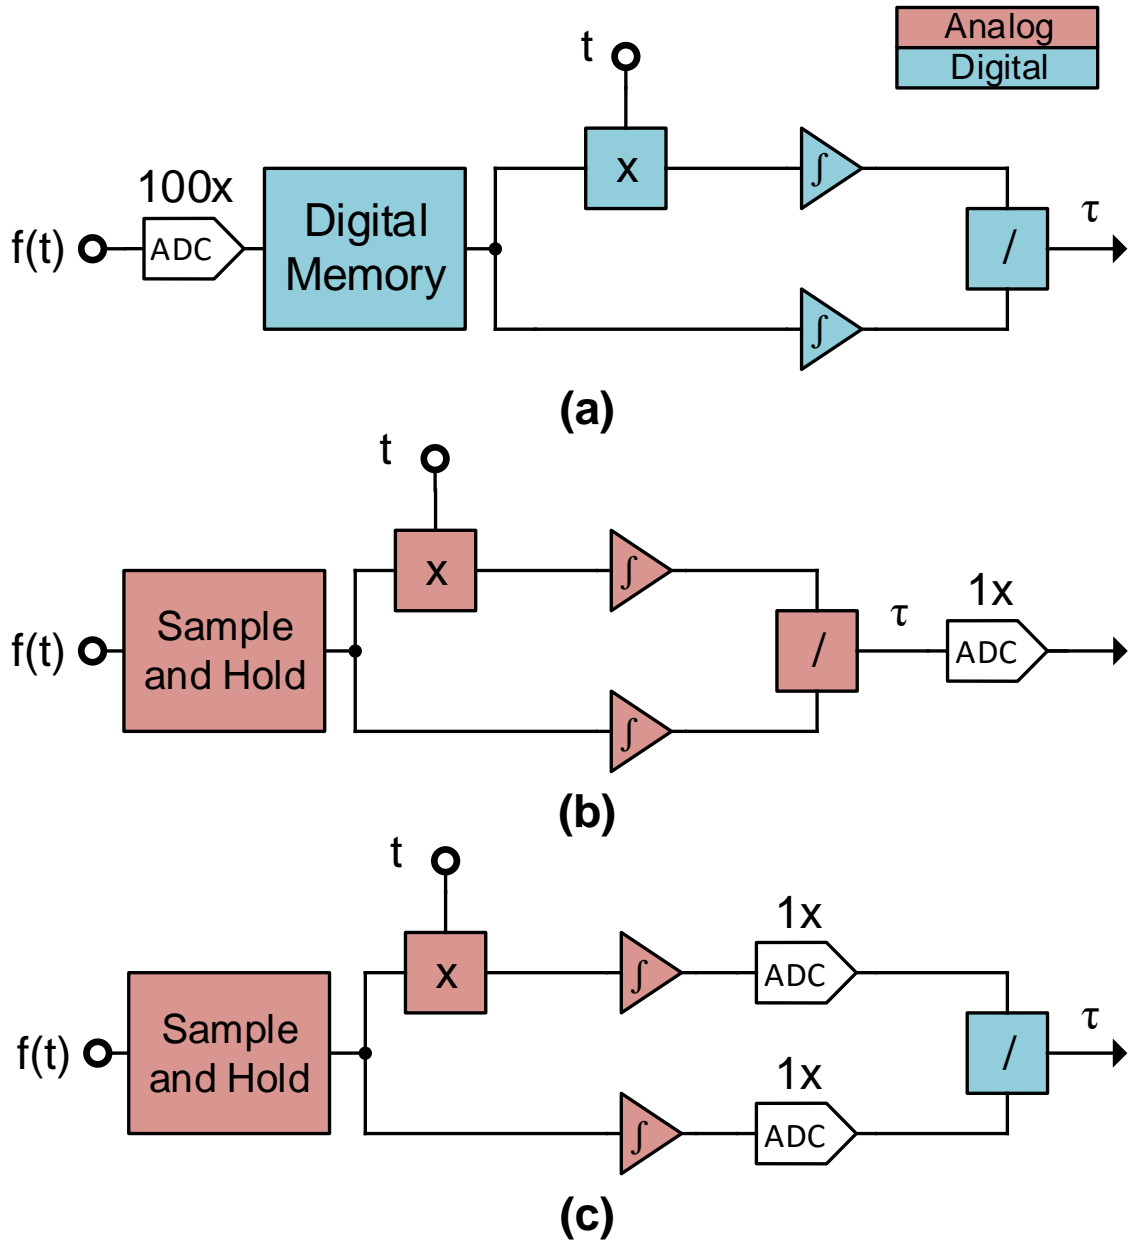 Analog
Digital
t
100x
f(t)
ADC
Digital
Memory
x
∫
∫
/
τ
(a)
t
f(t)
Sample
and Hold
x
∫
∫
/
τ
1x
ADC
(b)
t
f(t)
Sample
and Hold
x
∫
∫
1x
ADC
1x
ADC
/
τ
(c)